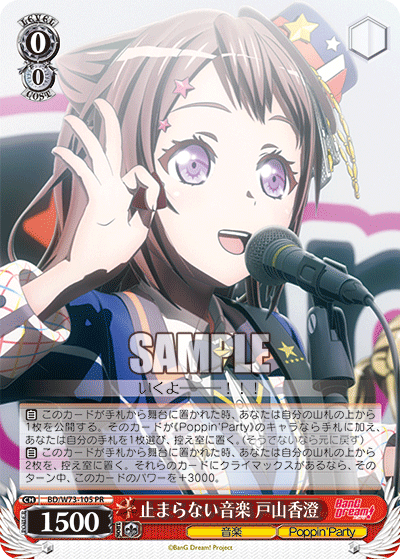 LEVEL
0
0
COST
SAMPLE
いくよーーー!!!
自 このカードが手札から舞台に置かれた時、あなたは自分の山札の上から
1枚を公開する。そのカードが《Poppin'Party》のキャラなら手札に加え、
あなたは自分の手札を1枚選び、控え室に置く。(そうでないなら元に戻す)
自 このカードが手札から舞台に置かれた時、あなたは自分の山札の上から
2枚を、控え室に置く。それらのカードにクライマックスがあるなら、その
ターン中、このカードのパワーを+3000。
CH BD/W73-105 PR
1500
止まらない音楽 戸山香澄
BanG Dream!
音楽 Poppin'Party
©BanG Dream! Project